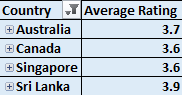 Country Average Rating
Australia 3.7
Canada 3.6
Singapore 3.6
Sri Lanka 3.9